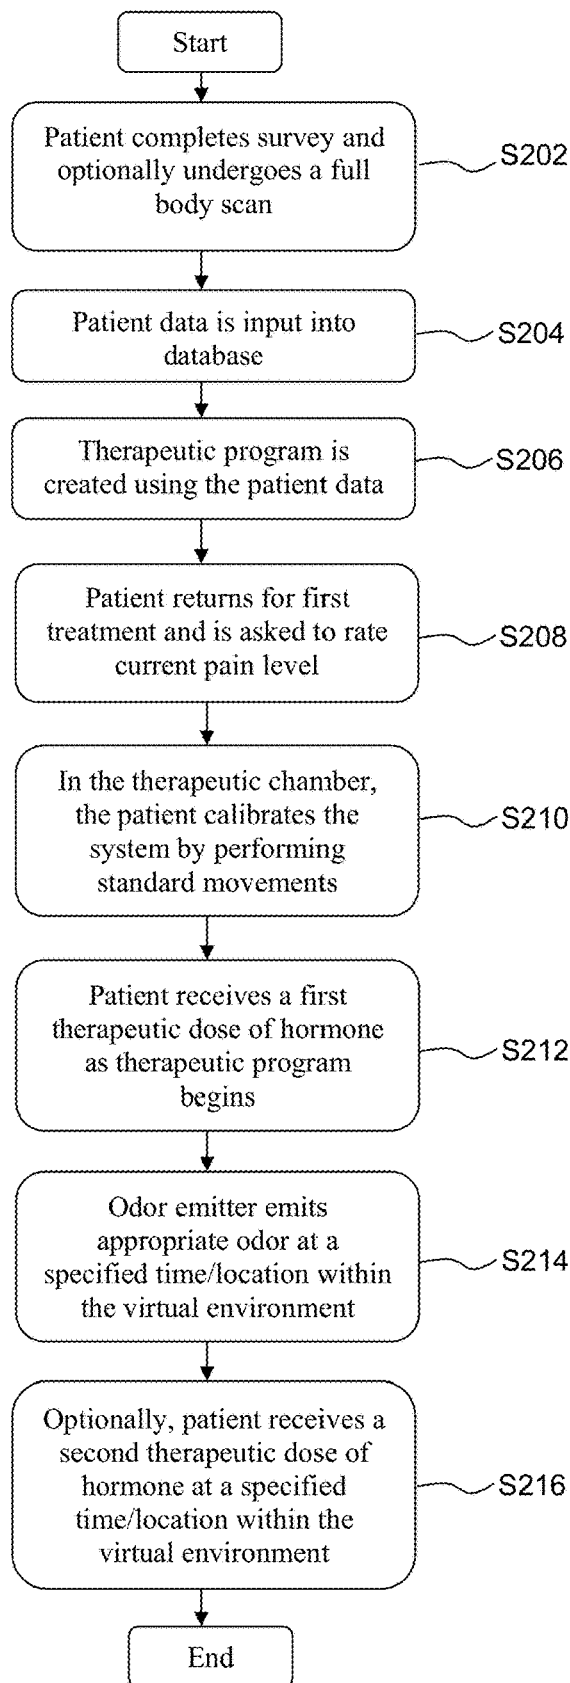 Start
Patient completes survey and
optionally undergoes a full
body scan
S202
Patient data is input into
database
S204
Therapeutic program is
created using the patient data
S206
Patient returns for first
treatment and is asked to rate
current pain level
S208
In the therapeutic chamber,
the patient calibrates the
system by performing
standard movements
S210
Patient receives a first
therapeutic dose of hormone
as therapeutic program
begins
S212
Odor emitter emits
appropriate odor at a
specified time/location within
the virtual environment
S214
Optionally, patient receives a
second therapeutic dose of
hormone at a specified
time/location within the
virtual environment
S216
End